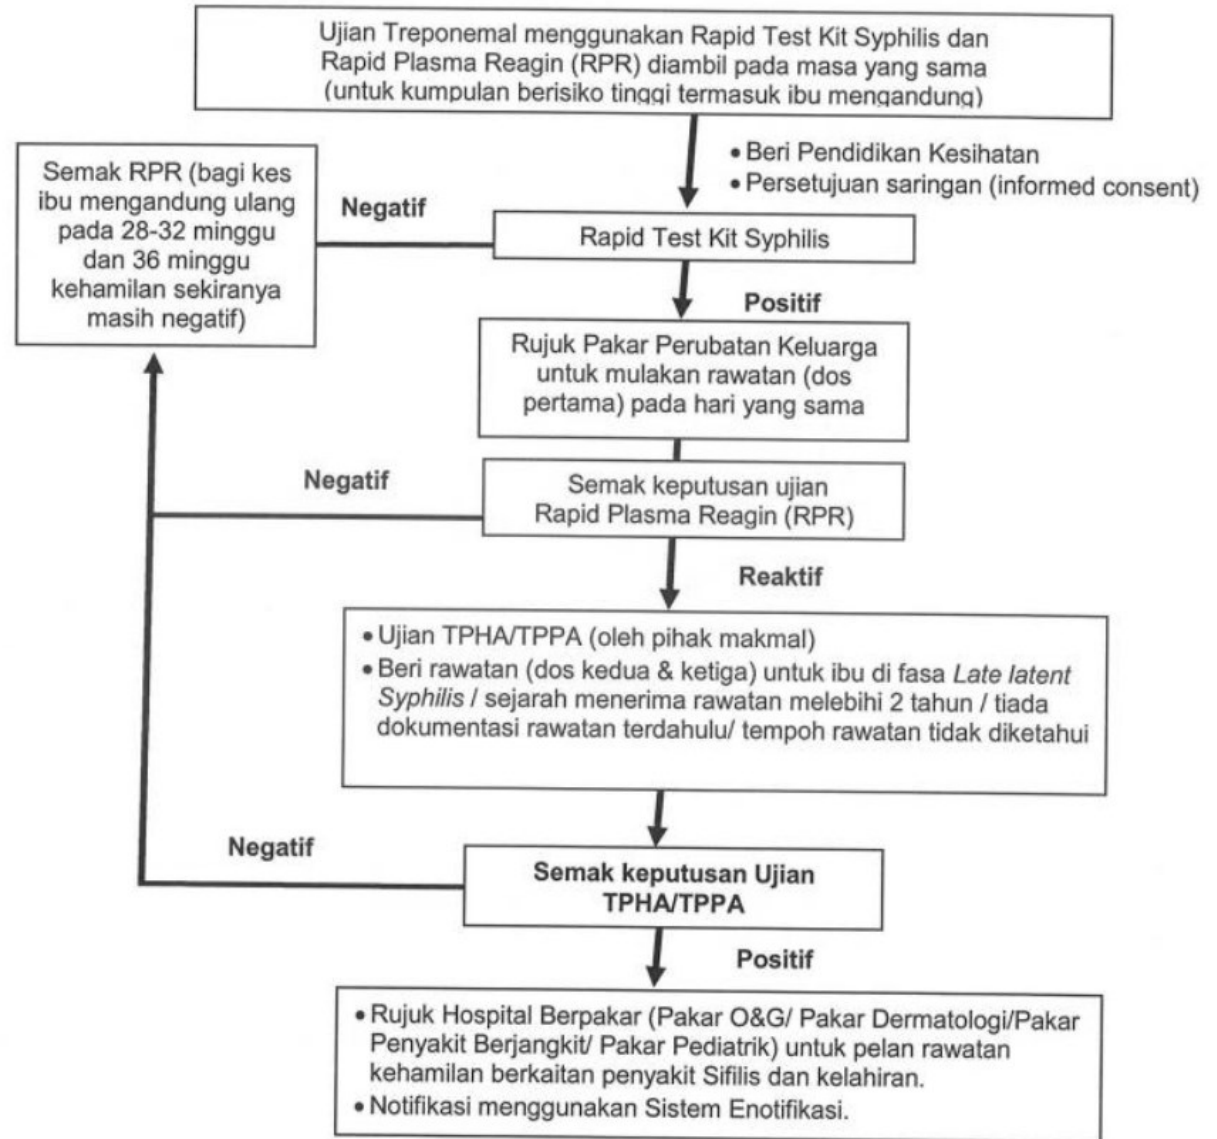 Ujian Treponemal menggunakan Rapid Test Kit Syphilis dan
Rapid Plasma Reagin (RPR) diambil pada masa yang sama
(untuk kumpulan berisiko tinggi termasuk ibu mengandung)
• Beri Pendidikan Kesihatan
• Persetujuan saringan (informed consent)
Semak RPR (bagi kes
ibu mengandung ulang
pada 28-32 minggu
dan 36 minggu
kehamilan sekiranya
masih negatif)
Negatif
Rapid Test Kit Syphilis
Positif
Rujuk Pakar Perubatan Keluarga
untuk mulakan rawatan (dos
pertama) pada hari yang sama
Negatif
Semak keputusan ujian
Rapid Plasma Reagin (RPR)
Reaktif
• Ujian TPHA/TPPA (oleh pihak makmal)
• Beri rawatan (dos kedua & ketiga) untuk ibu di fasa Late latent
Syphilis / sejarah menerima rawatan melebihi 2 tahun / tiada
dokumentasi rawatan terdahulu/ tempoh rawatan tidak diketahui
Negatif
Semak keputusan Ujian
TPHA/TPPA
Positif
• Rujuk Hospital Berpakar (Pakar O&G/ Pakar Dermatologi/Pakar
Penyakit Berjangkit/ Pakar Pediatrik) untuk pelan rawatan
kehamilan berkaitan penyakit Sifilis dan kelahiran.
• Notifikasi menggunakan Sistem Enotifikasi.